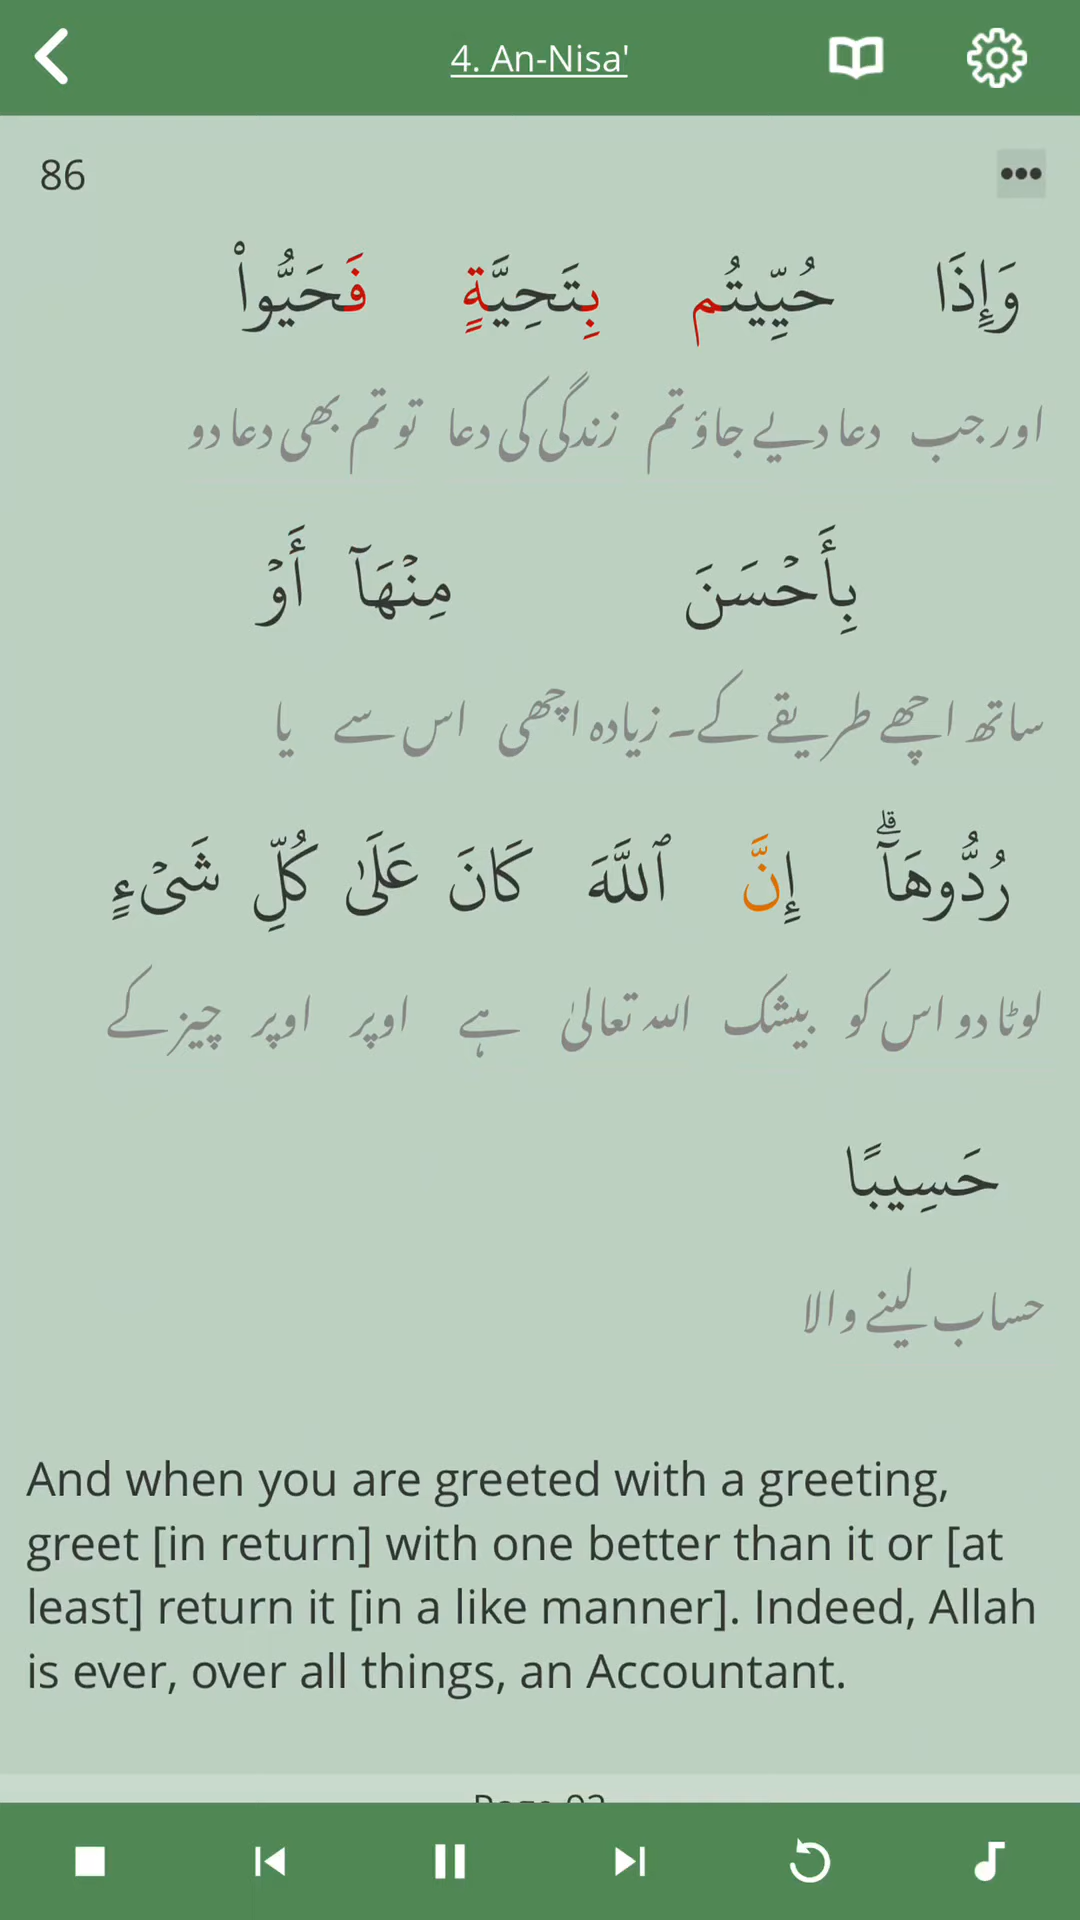 4. An-Nisa'
86
وَإِذَا حُيِّيتُم بِتَحِيَّةٍ فَحَيُّواْ
اور جب دعا دیے جاؤ تم زندگی کی دعا تو تم بھی دعا دو
بِأَحۡسَنَ مِنۡهَآ أَوۡ
ساتھ اچھے طریقے کے۔ زیادہ اچھی اس سے یا
رُدُّوهَآۗ إِنَّ ٱللَّهَ كَانَ عَلَىٰ كُلِّ شَيۡءٍ
لوٹا دو اس کو بیشک اللہ تعالیٰ ہے اوپر اوپر چیز کے
حَسِيبًا
حساب لینے والا
And when you are greeted with a greeting,
greet [in return] with one better than it or [at
least] return it [in a like manner]. Indeed, Allah
is ever, over all things, an Accountant.